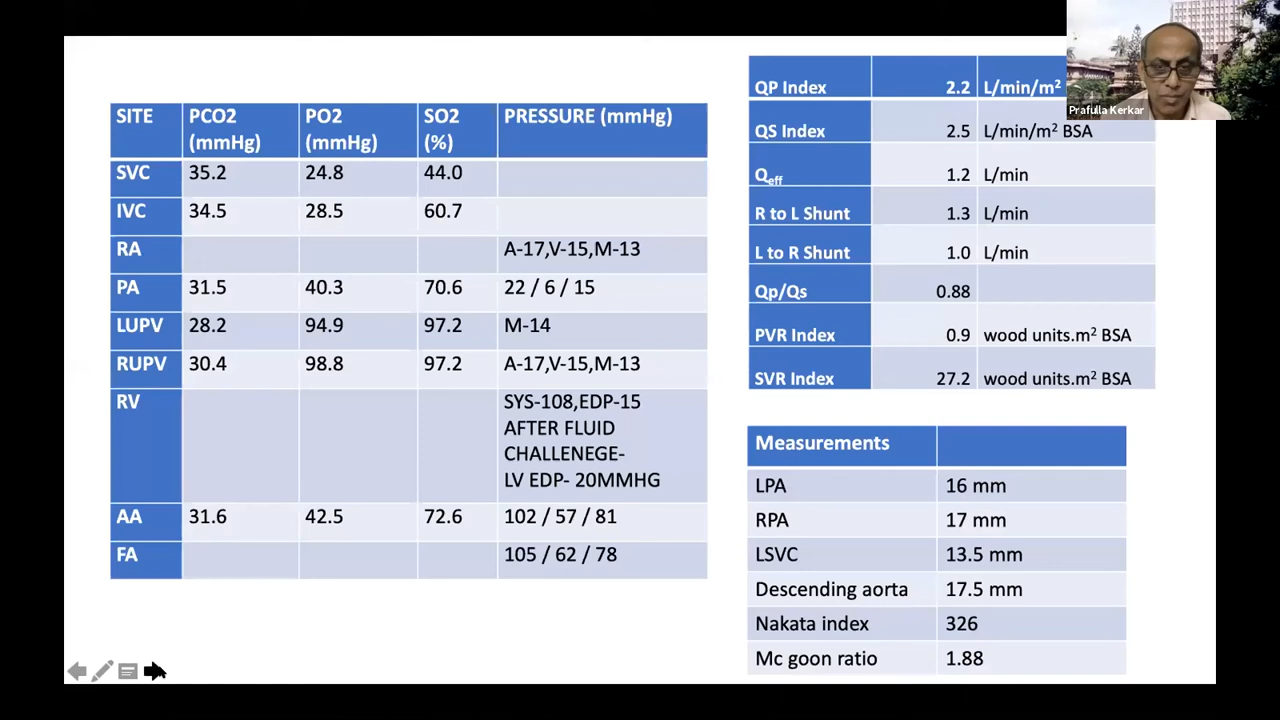 SITE PCO2 (mmHg) PO2 (mmHg) SO2 (%) PRESSURE (mmHg)
SVC 35.2 24.8 44.0
IVC 34.5 28.5 60.7
RA A-17,V-15,M-13
PA 31.5 40.3 70.6 22 / 6 / 15
LUPV 28.2 94.9 97.2 M-14
RUPV 30.4 98.8 97.2 A-17,V-15,M-13
RV SYS-108,EDP-15
AFTER FLUID
CHALLENEGE-
LV EDP- 20MMHG
AA 31.6 42.5 72.6 102 / 57 / 81
FA 105 / 62 / 78
QP Index 2.2 L/min/m²
QS Index 2.5 L/min/m² BSA
Qeff 1.2 L/min
R to L Shunt 1.3 L/min
L to R Shunt 1.0 L/min
Qp/Qs 0.88
PVR Index 0.9 wood units.m² BSA
SVR Index 27.2 wood units.m² BSA
Measurements
LPA 16 mm
RPA 17 mm
LSVC 13.5 mm
Descending aorta 17.5 mm
Nakata index 326
Mc goon ratio 1.88
Prafulla Kerkar